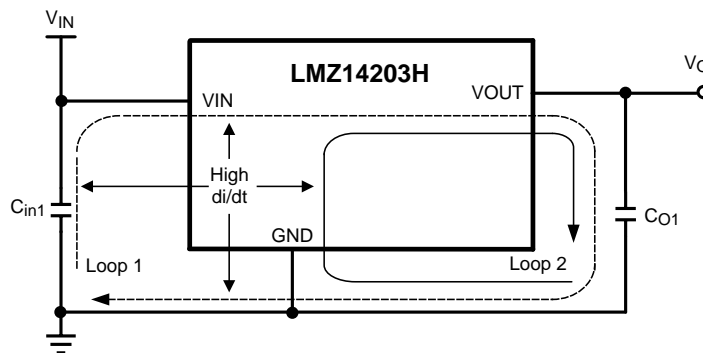 VIN
LMZ14203H
VIN
VOUT
High
di/dt
Cin1
CO1
GND
Loop 1
Loop 2